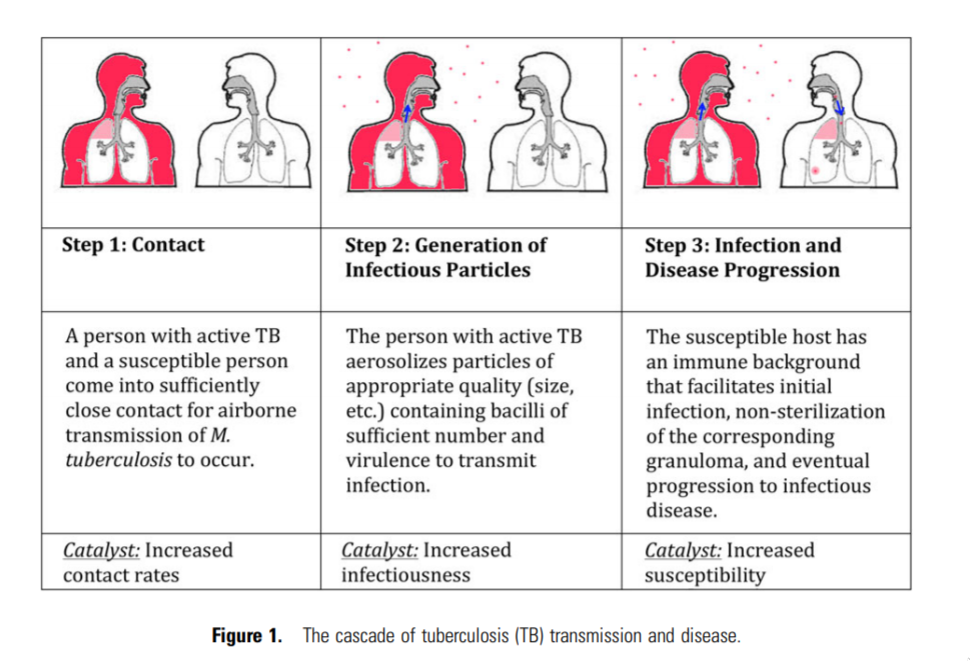 Step 1: Contact
Step 2: Generation of
Infectious Particles
Step 3: Infection and
Disease Progression
A person with active TB
and a susceptible person
come into sufficiently
close contact for airborne
transmission of M.
tuberculosis to occur.
The person with active TB
aerosolizes particles of
appropriate quality (size,
etc.) containing bacilli of
sufficient number and
virulence to transmit
infection.
The susceptible host has
an immune background
that facilitates initial
infection, non-sterilization
of the corresponding
granuloma, and eventual
progression to infectious
disease.
Catalyst: Increased
contact rates
Catalyst: Increased
infectiousness
Catalyst: Increased
susceptibility
Figure 1. The cascade of tuberculosis (TB) transmission and disease.